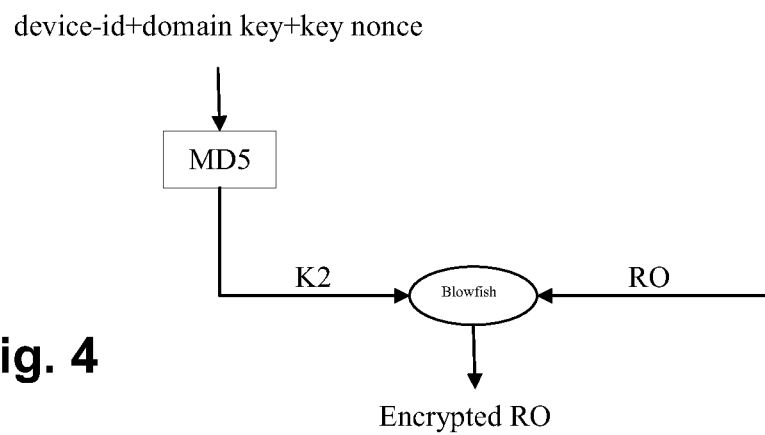 device-id+domain key+key nonce
MD5
K2
RO
Blowfish
ig. 4
Encrypted RO